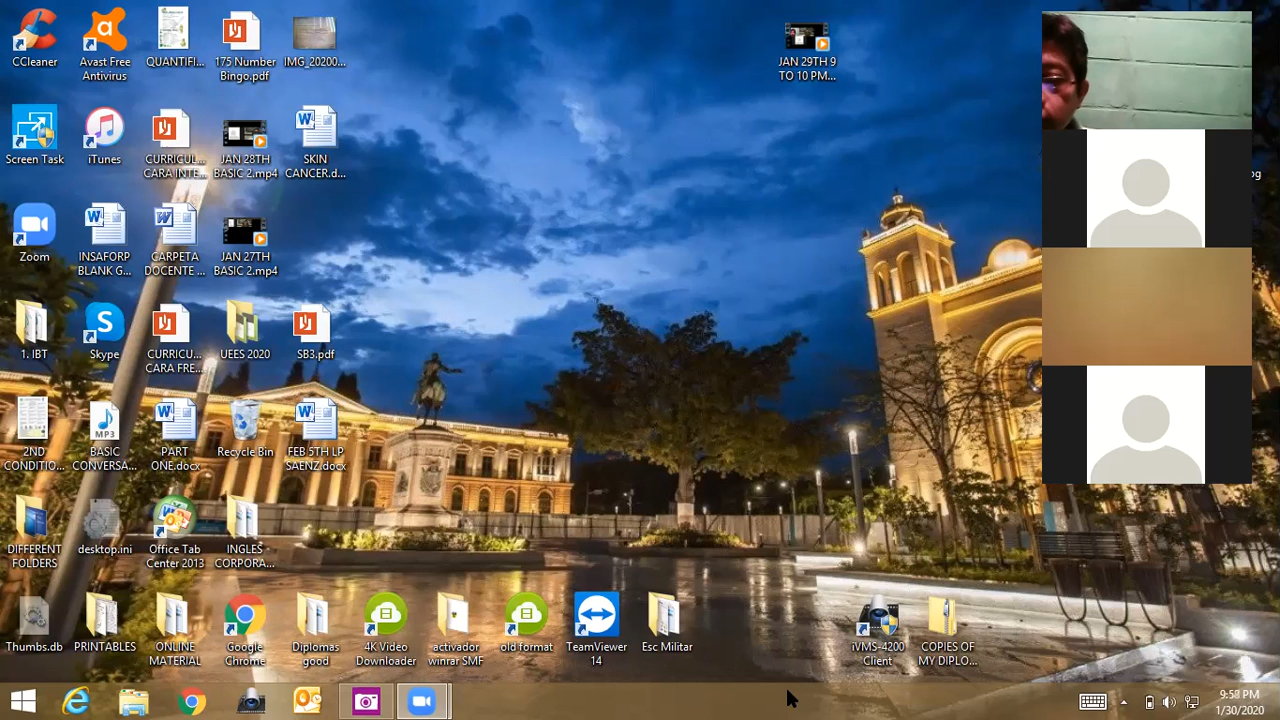 CCleaner
Avast Free
Antivirus
QUANTIFI...
175 Number
Bingo.pdf
IMG_20200...
JAN 29TH 9
TO 10 PM...
Screen Task
iTunes
CURRICUL...
CARA INTE...
JAN 28TH
BASIC 2.mp4
SKIN
CANCER.d...
Zoom
INSAFORP
BLANK G...
CARPETA
DOCENTE ...
JAN 27TH
BASIC 2.mp4
1. IBT
Skype
CURRICU...
CARA FRE...
UEES 2020
SB3.pdf
2ND
CONDITIO...
MP3
BASIC
CONVERSA...
PART
ONE.docx
Recycle Bin
FEB 5TH LP
SAENZ.docx
DIFFERENT
FOLDERS
desktop.ini
Office Tab
Center 2013
INGLES
CORPORA...
Thumbs.db
PRINTABLES
ONLINE
MATERIAL
Google
Chrome
Diplomas
good
4K Video
Downloader
activador
winrar SMF
old format
TeamViewer
14
Esc Militar
iVMS-4200
Client
COPIES OF
MY DIPLO...
9:58 PM
1/30/2020